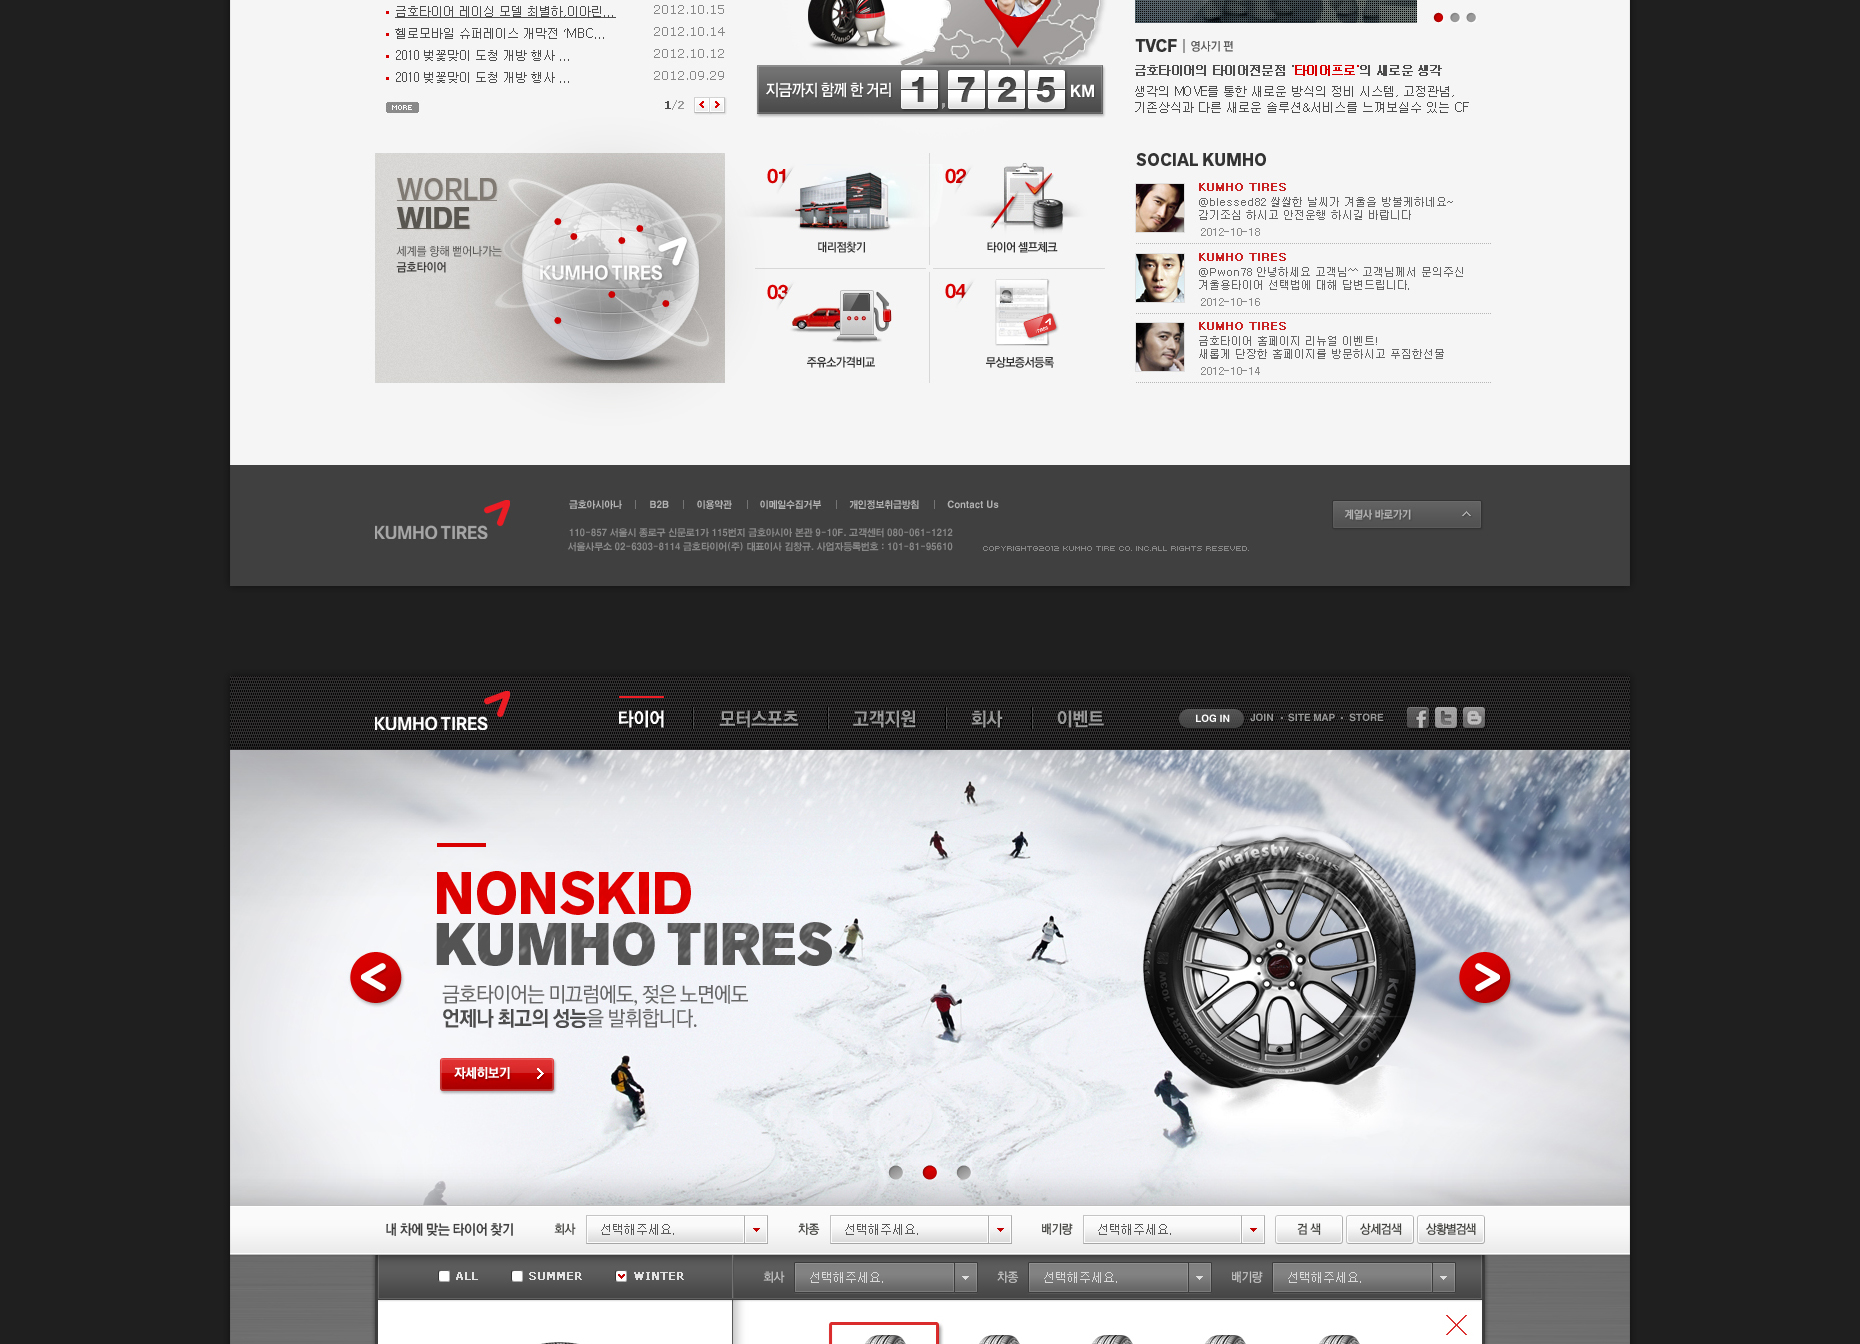 금호타이어 레이싱 모델 최별하,이아린...
2012.10.15
헬로모바일 슈퍼레이스 개막전 ‘MBC...
2012.10.14
2010 벚꽃맞이 도청 개방 행사 ...
2012.10.12
2010 벚꽃맞이 도청 개방 행사 ...
2012.09.29
MORE
1/2
KUMHO
지금까지 함께 한 거리 1,725 KM
TVCF | 영사기 편
금호타이어의 타이어전문점 '타이어프로'의 새로운 생각
생각의 MOVE를 통한 새로운 방식의 정비 시스템, 고정관념,
기존상식과 다른 새로운 솔루션&서비스를 느껴보실수 있는 CF
WORLD
WIDE
세계를 향해 뻗어나가는
금호타이어
KUMHO TIRES
01
대리점찾기
02
타이어 셀프체크
03
주유소가격비교
04
TIRES
무상보증서등록
SOCIAL KUMHO
KUMHO TIRES
@blessed82 쌀쌀한 날씨가 겨울을 방불케하네요~
감기조심 하시고 안전운행 하시길 바랍니다
2012-10-18
KUMHO TIRES
@Pwon78 안녕하세요 고객님^^ 고객님께서 문의주신
겨울용타이어 선택법에 대해 답변드립니다.
2012-10-16
KUMHO TIRES
금호타이어 홈페이지 리뉴얼 이벤트!
새롭게 단장한 홈페이지를 방문하시고 푸짐한선물
2012-10-14
KUMHO TIRES
금호아시아나 | B2B | 이용약관 | 이메일수집거부 | 개인정보취급방침 | Contact Us
110-857 서울시 종로구 신문로1가 115번지 금호아시아 본관 9-10F. 고객센터 080-061-1212
서울사무소 02-6303-8114 금호타이어(주) 대표이사 김창규. 사업자등록번호 : 101-81-95610
COPYRIGHTG2012 KUMHO TIRE CO. INC.ALL RIGHTS RESEVED.
계열사 바로가기
KUMHO TIRES
타이어
모터스포츠
고객지원
회사
이벤트
LOG IN
JOIN · SITE MAP · STORE
NONSKID
KUMHO TIRES
금호타이어는 미끄럼에도, 젖은 노면에도
언제나 최고의 성능을 발휘합니다.
자세히보기
Majesty SOLUS
KUMHO
내 차에 맞는 타이어 찾기
회사 선택해주세요.
차종 선택해주세요.
배기량 선택해주세요.
검 색
상세검색
상황별검색
ALL
SUMMER
WINTER
회사 선택해주세요.
차종 선택해주세요.
배기량 선택해주세요.